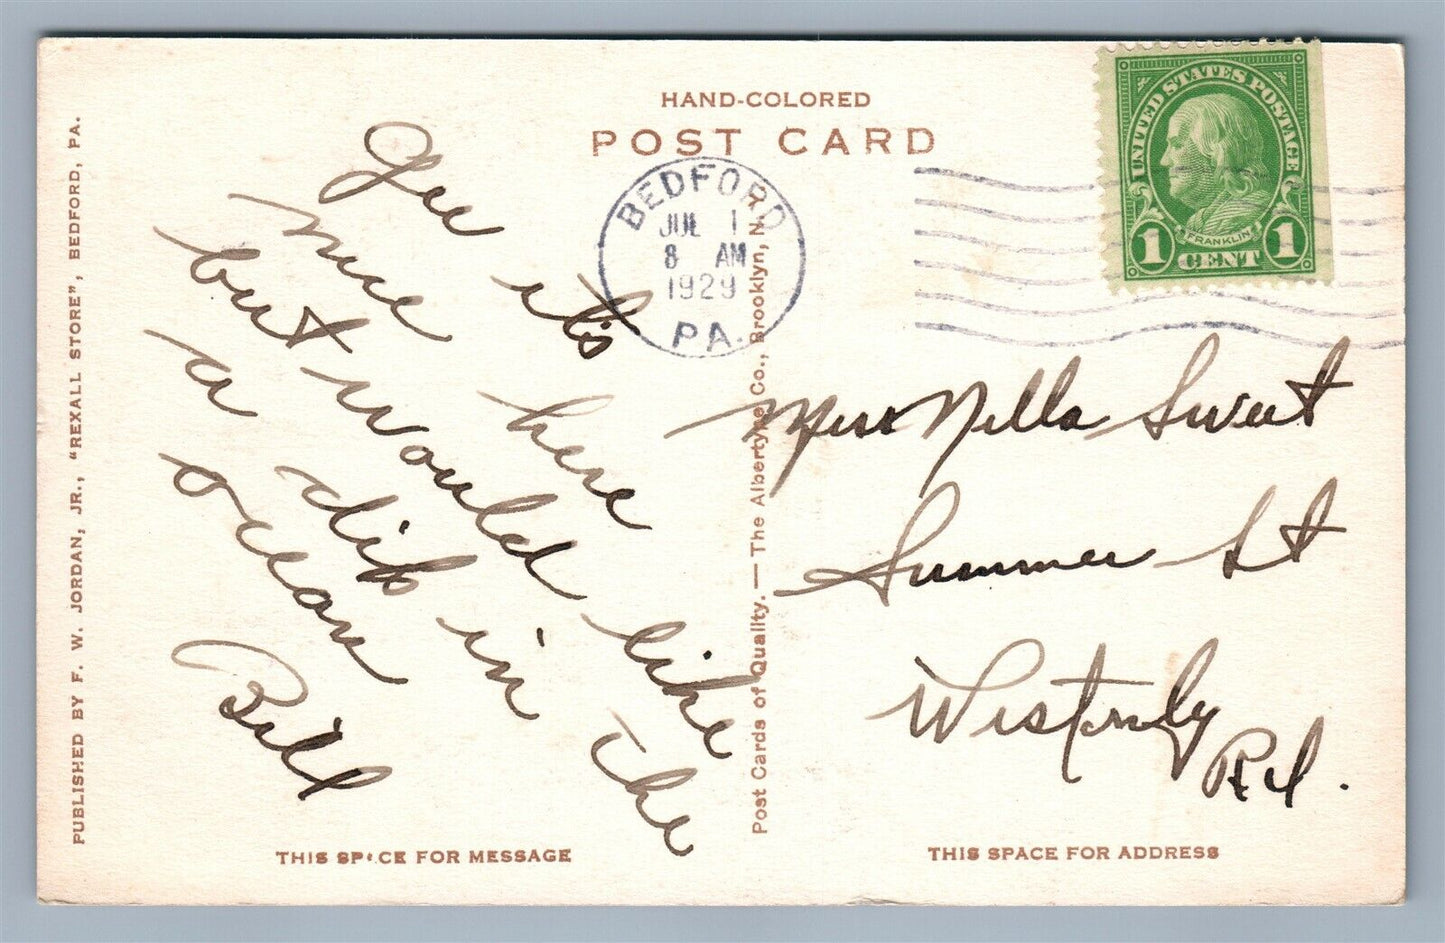 HAND-COLORED
POST CARD
BEDFORD
JUL 1
8 AM
1929
PA.
UNITED STATES POSTAGE
FRANKLIN
1 CENT 1
Gee it's
nice here
but would like
a dip in the
ocean
Bill
Miss Nella Sweet
Summer St
Westerly
R.I.
PUBLISHED BY F. W. JORDAN, JR., "REXALL STORE", BEDFORD, PA.
Post Cards of Quality. — The Albertype Co., Brooklyn, N.
THIS SPACE FOR MESSAGE
THIS SPACE FOR ADDRESS